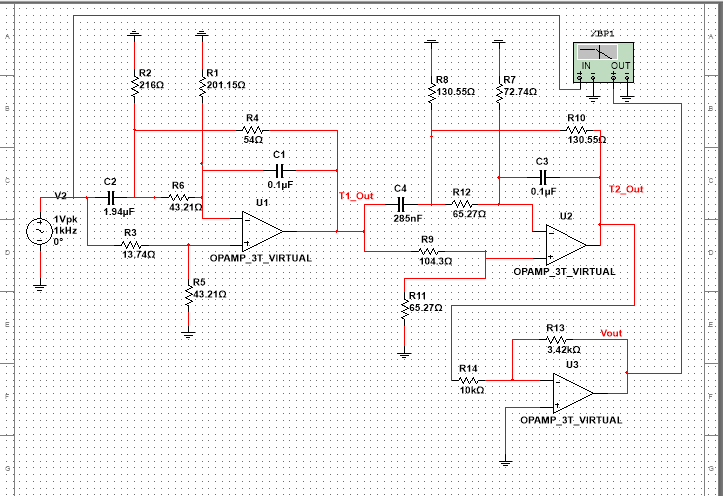 A
XBP1
IN OUT
R2
216Ω
R1
201.15Ω
R8
130.55Ω
R7
72.74Ω
B
R4
54Ω
R10
130.55Ω
C1
0.1µF
C3
0.1µF
C
C2
1.94µF
R6
43.21Ω
V2
1Vpk
1kHz
0°
T1_Out
C4
285nF
R12
65.27Ω
T2_Out
U1
OPAMP_3T_VIRTUAL
U2
OPAMP_3T_VIRTUAL
R3
13.74Ω
R9
104.3Ω
D
R5
43.21Ω
R11
65.27Ω
E
R13
3.42kΩ
Vout
U3
OPAMP_3T_VIRTUAL
R14
10kΩ
F
G